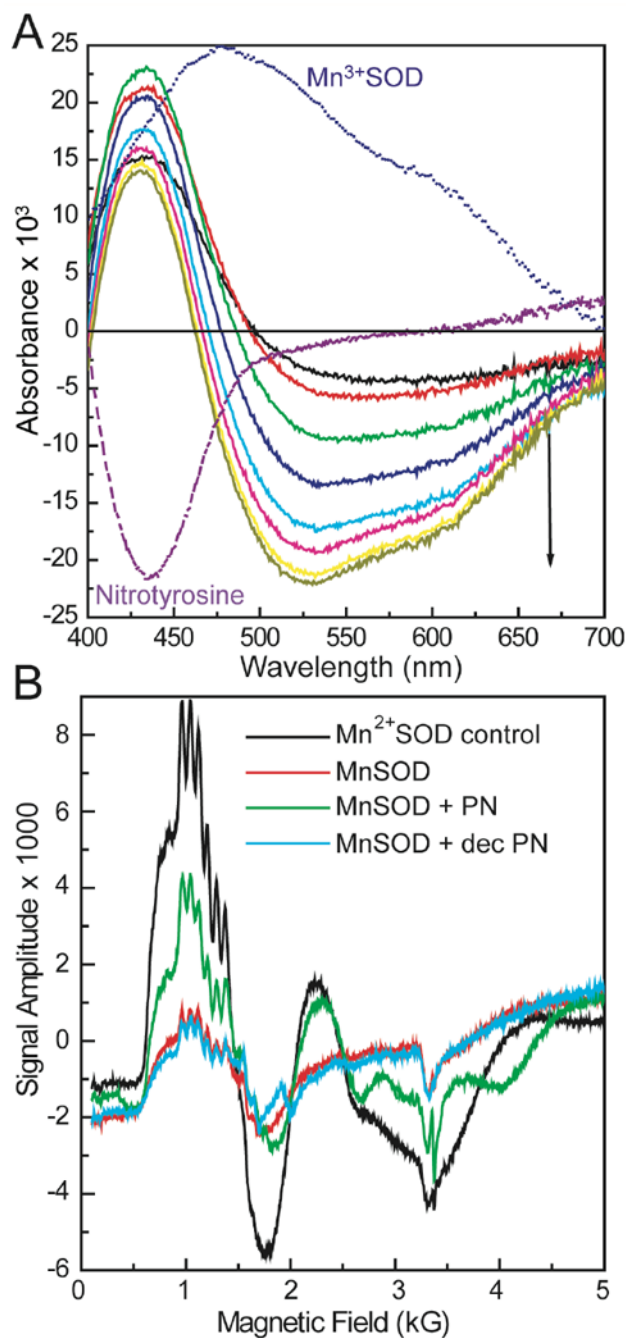 A
25
20
15
10
5
0
-5
-10
-15
-20
-25
Absorbance x 10³
Mn³⁺SOD
Nitrotyrosine
400 450 500 550 600 650 700
Wavelength (nm)
B
8
6
4
2
0
-2
-4
-6
Signal Amplitude x 1000
Mn²⁺SOD control
MnSOD
MnSOD + PN
MnSOD + dec PN
0 1 2 3 4 5
Magnetic Field (kG)